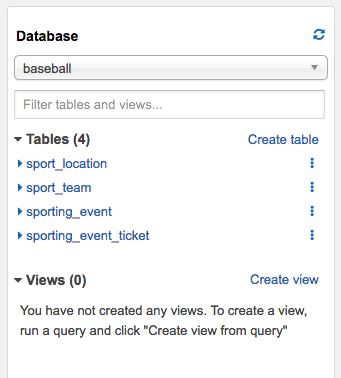 Database
baseball
Filter tables and views...
Tables (4) Create table
sport_location
sport_team
sporting_event
sporting_event_ticket
Views (0) Create view
You have not created any views. To create a view,
run a query and click "Create view from query"